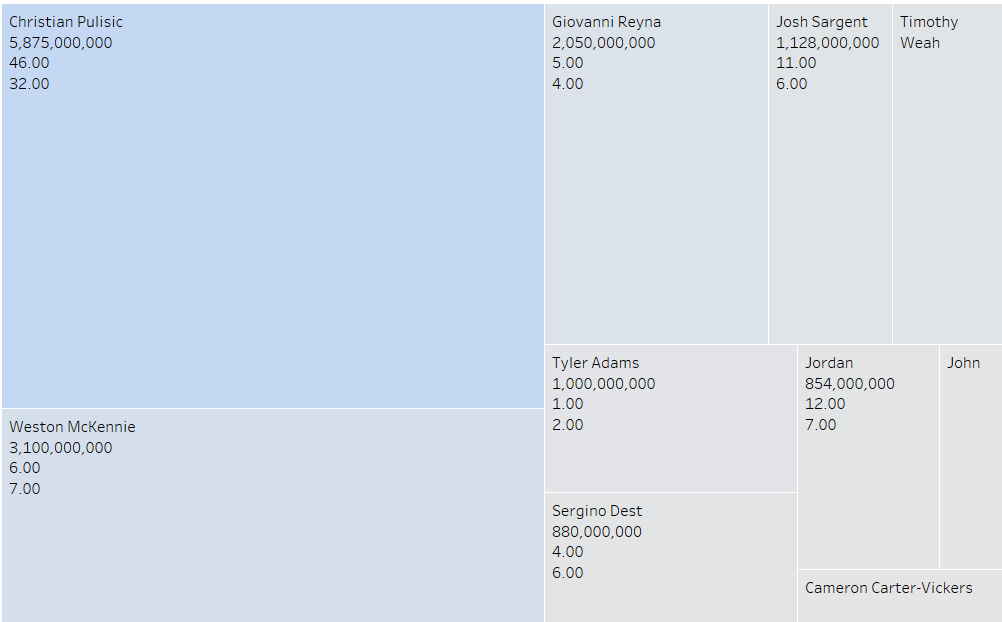 Christian Pulisic
5,875,000,000
46.00
32.00
Giovanni Reyna
2,050,000,000
5.00
4.00
Josh Sargent
1,128,000,000
11.00
6.00
Timothy
Weah
Weston McKennie
3,100,000,000
6.00
7.00
Tyler Adams
1,000,000,000
1.00
2.00
Sergino Dest
880,000,000
4.00
6.00
Jordan
854,000,000
12.00
7.00
John
Cameron Carter-Vickers